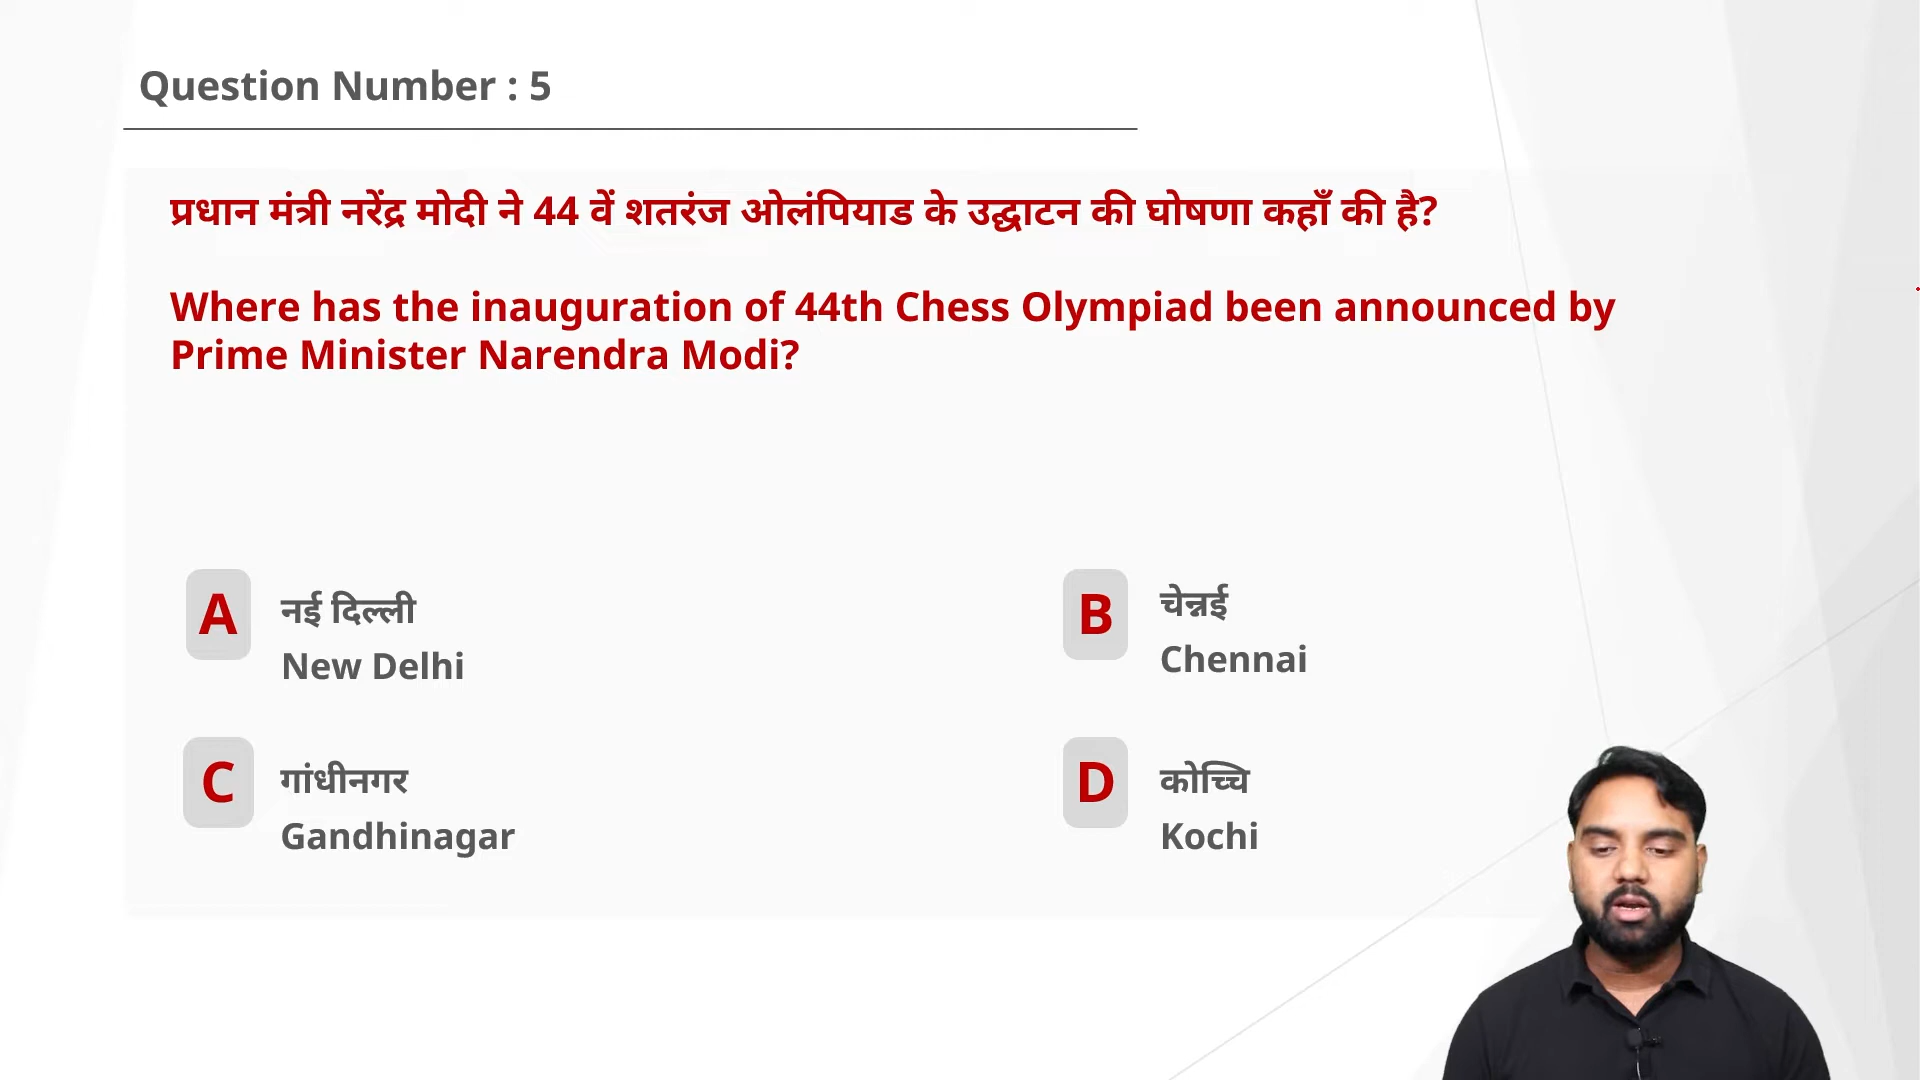 Question Number : 5
प्रधान मंत्री नरेंद्र मोदी ने 44 वें शतरंज ओलंपियाड के उद्घाटन की घोषणा कहाँ की है?
Where has the inauguration of 44th Chess Olympiad been announced by
Prime Minister Narendra Modi?
A
नई दिल्ली
New Delhi
B
चेन्नई
Chennai
C
गांधीनगर
Gandhinagar
D
कोच्चि
Kochi